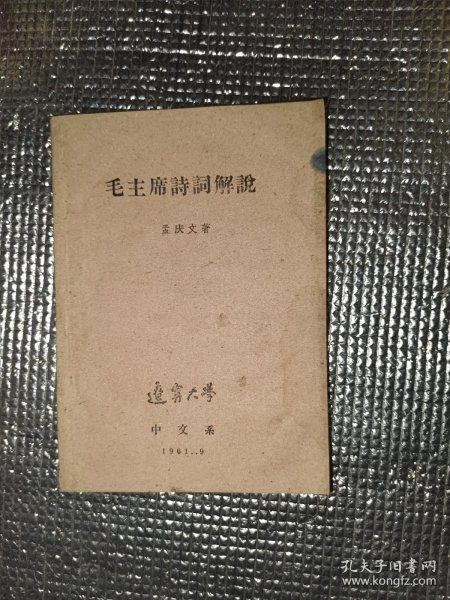 毛主席詩詞解說
孟庆文著
遼寧大學
中文系
1961..9
孔夫子旧书网
www.kongfz.com